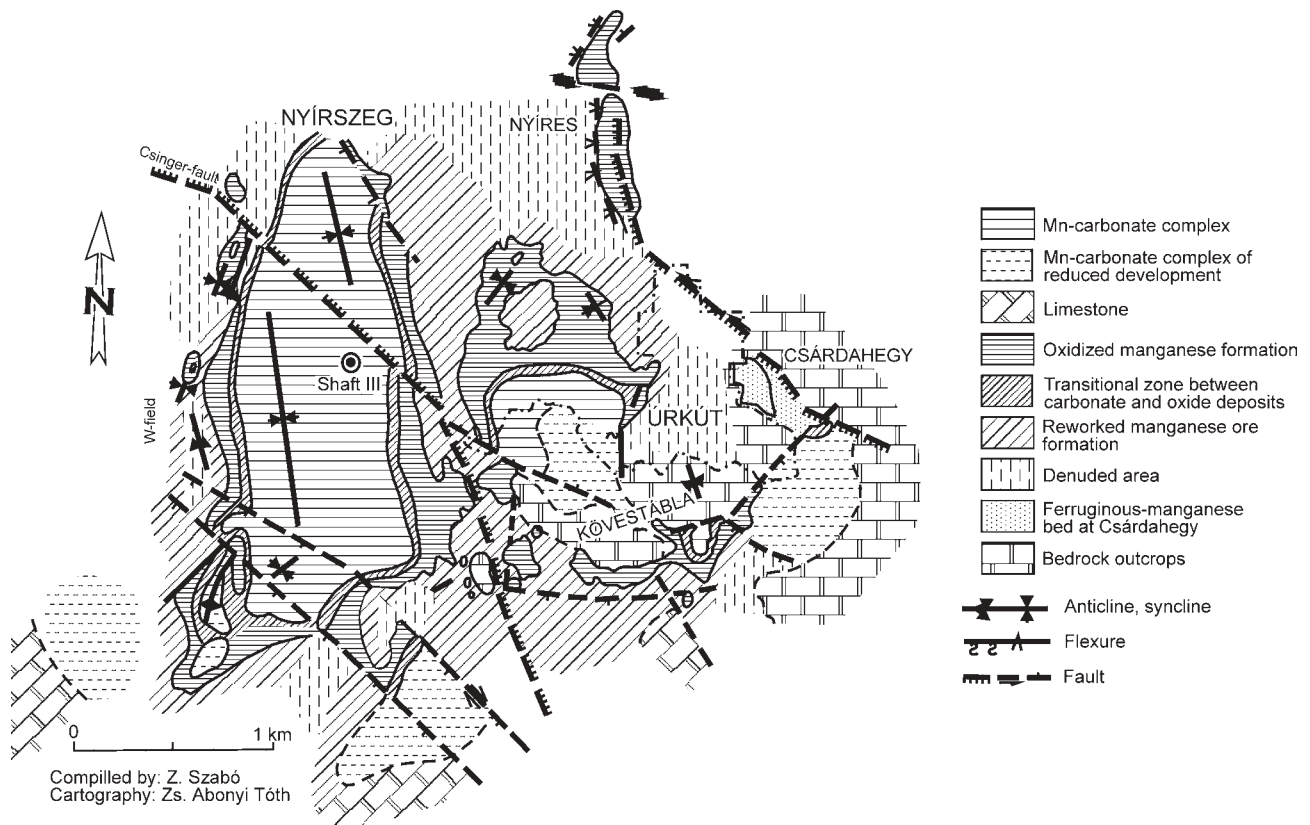 NYÍRSZEG
NYÍRES
Csinger-fault
N
Shaft III
W-field
CSÁRDAHEGY
ÚRKÚT
KÖVESTÁBLA
Mn-carbonate complex
Mn-carbonate complex of
reduced development
Limestone
Oxidized manganese formation
Transitional zone between
carbonate and oxide deposits
Reworked manganese ore
formation
Denuded area
Ferruginous-manganese
bed at Csárdahegy
Bedrock outcrops
Anticline, syncline
Flexure
Fault
0 1 km
Compilled by: Z. Szabó
Cartography: Zs. Abonyi Tóth